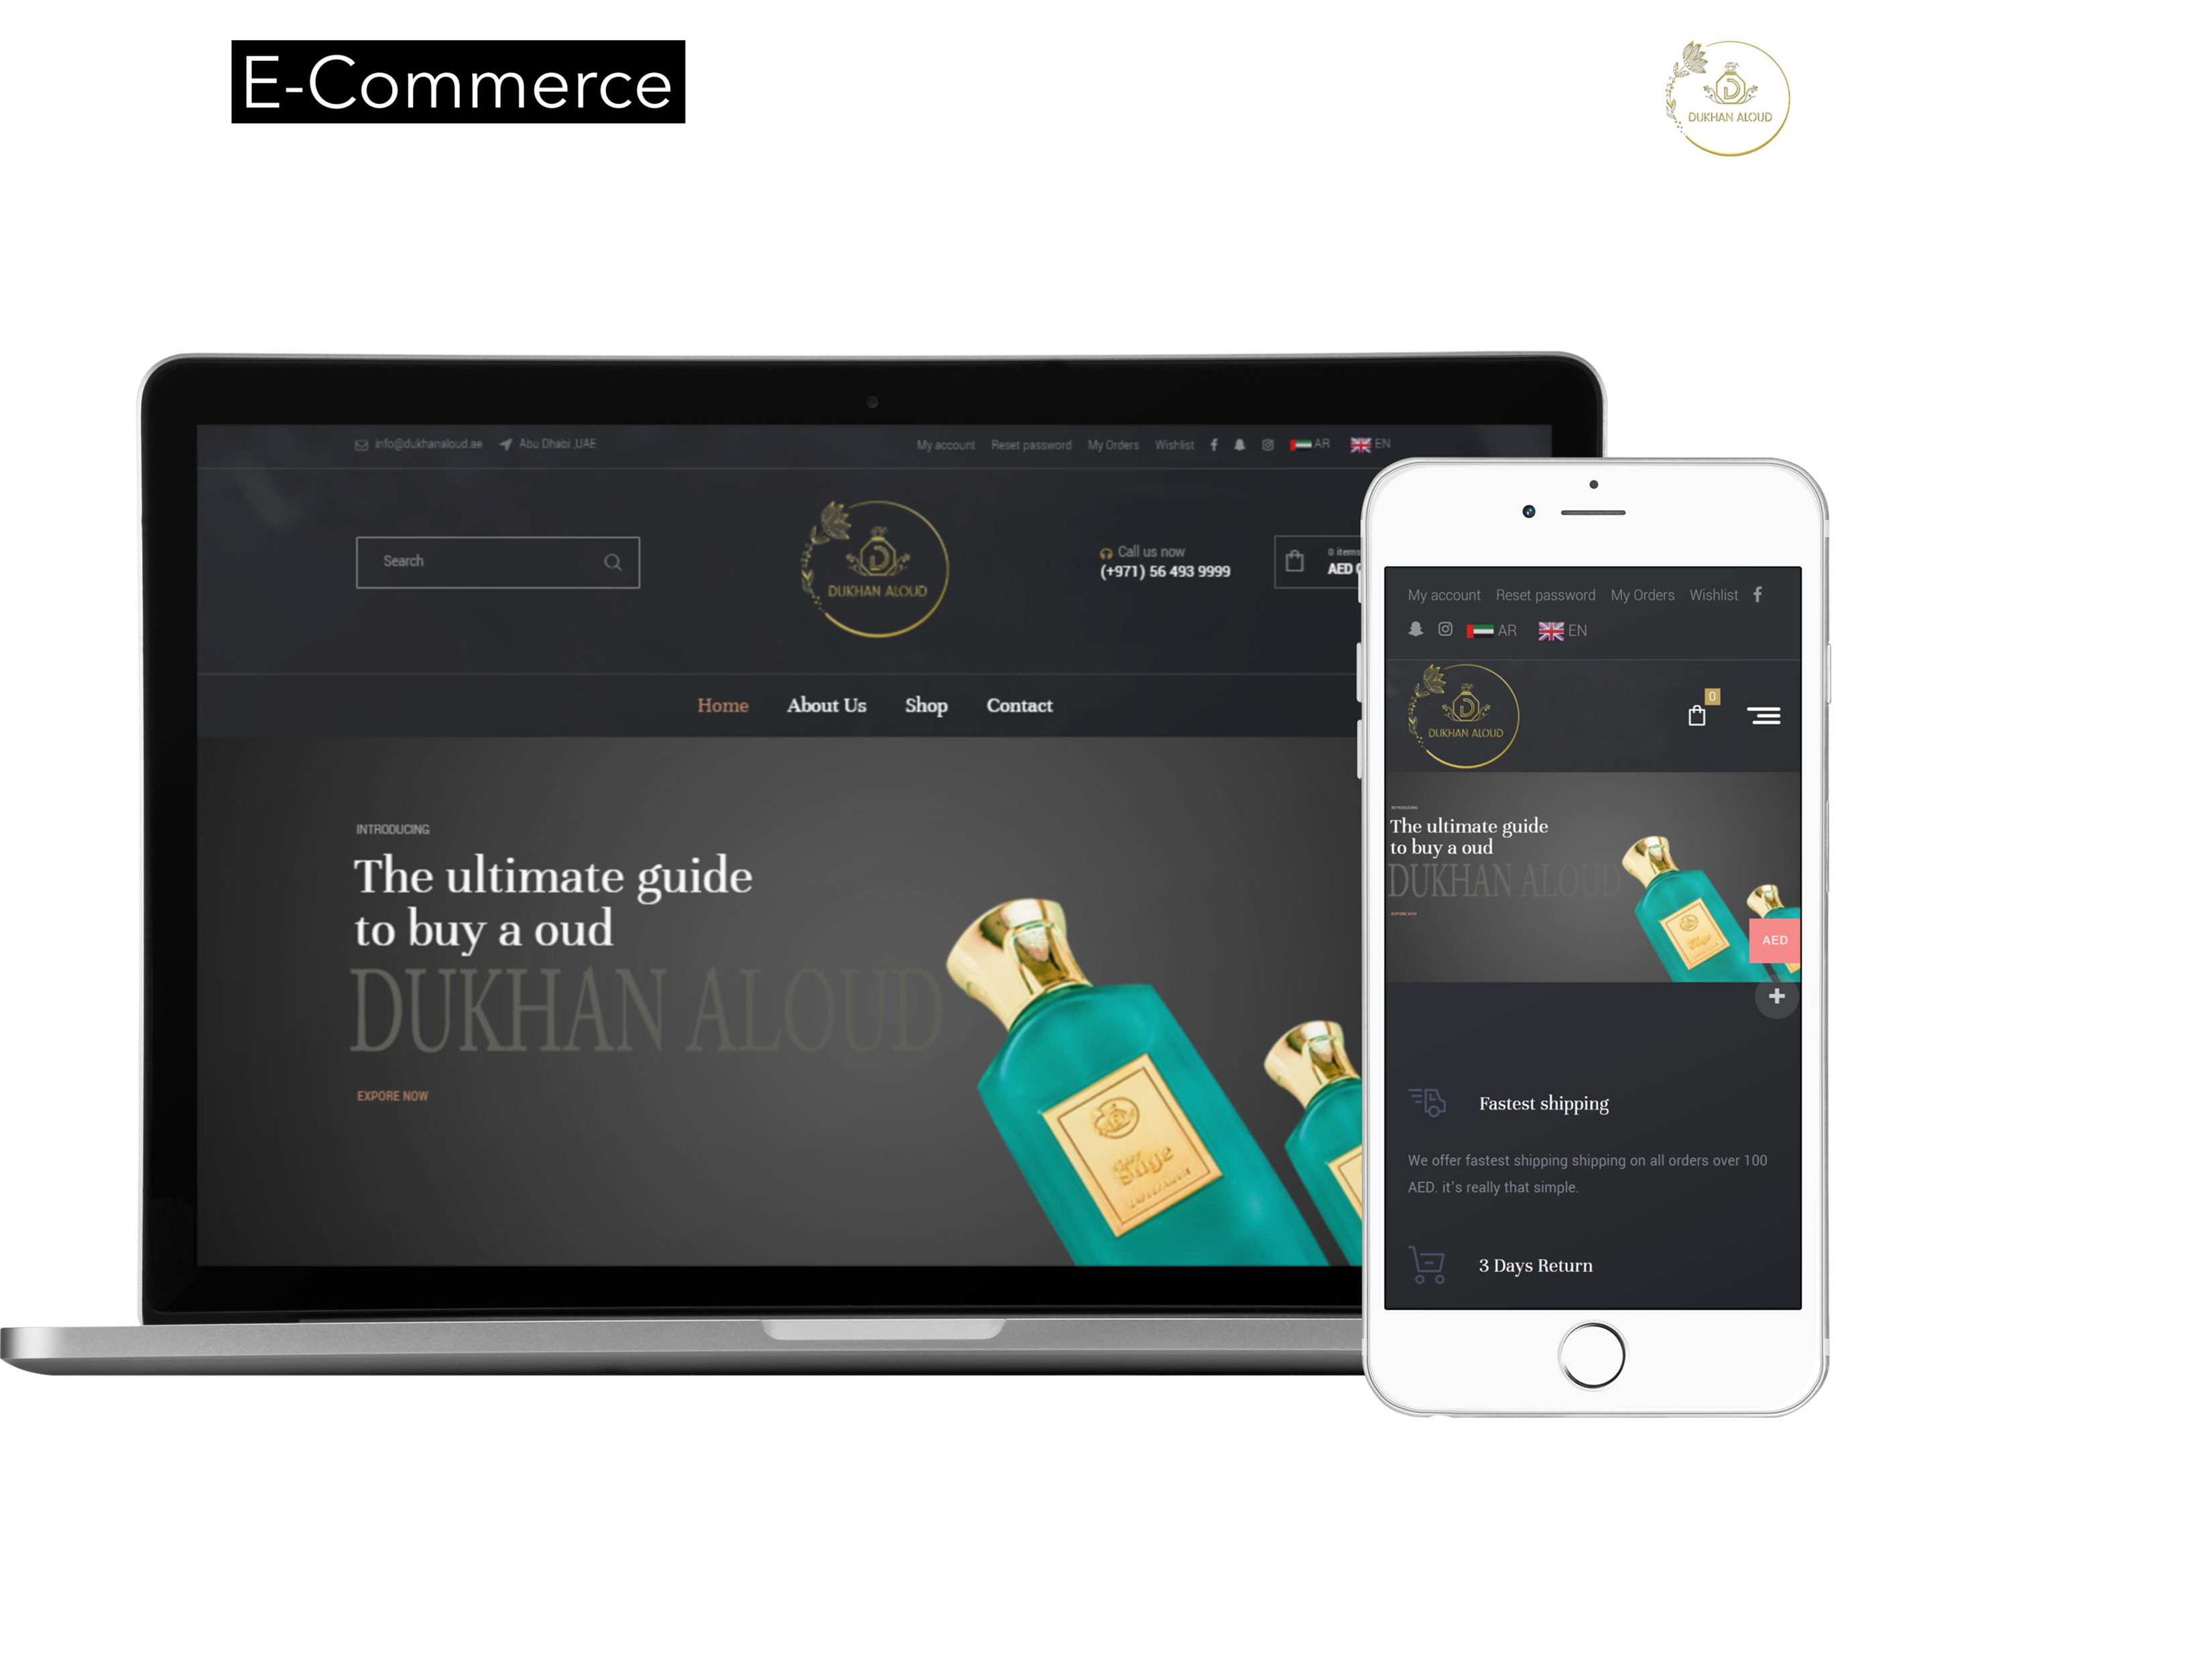 E-Commerce
DUKHAN ALOUD
info@dukhanaloud.ae Abu Dhabi ,UAE My account Reset password My Orders Wishlist AR EN
Search
DUKHAN ALOUD
Call us now
(+971) 56 493 9999
0 items
AED
Home About Us Shop Contact
INTRODUCING
The ultimate guide
to buy a oud
DUKHAN ALOUD
EXPORE NOW
My account Reset password My Orders Wishlist
AR EN
DUKHAN ALOUD
0
INTRODUCING
The ultimate guide
to buy a oud
DUKHAN ALOUD
EXPORE NOW
AED
Fastest shipping
We offer fastest shipping shipping on all orders over 100
AED. it's really that simple.
3 Days Return